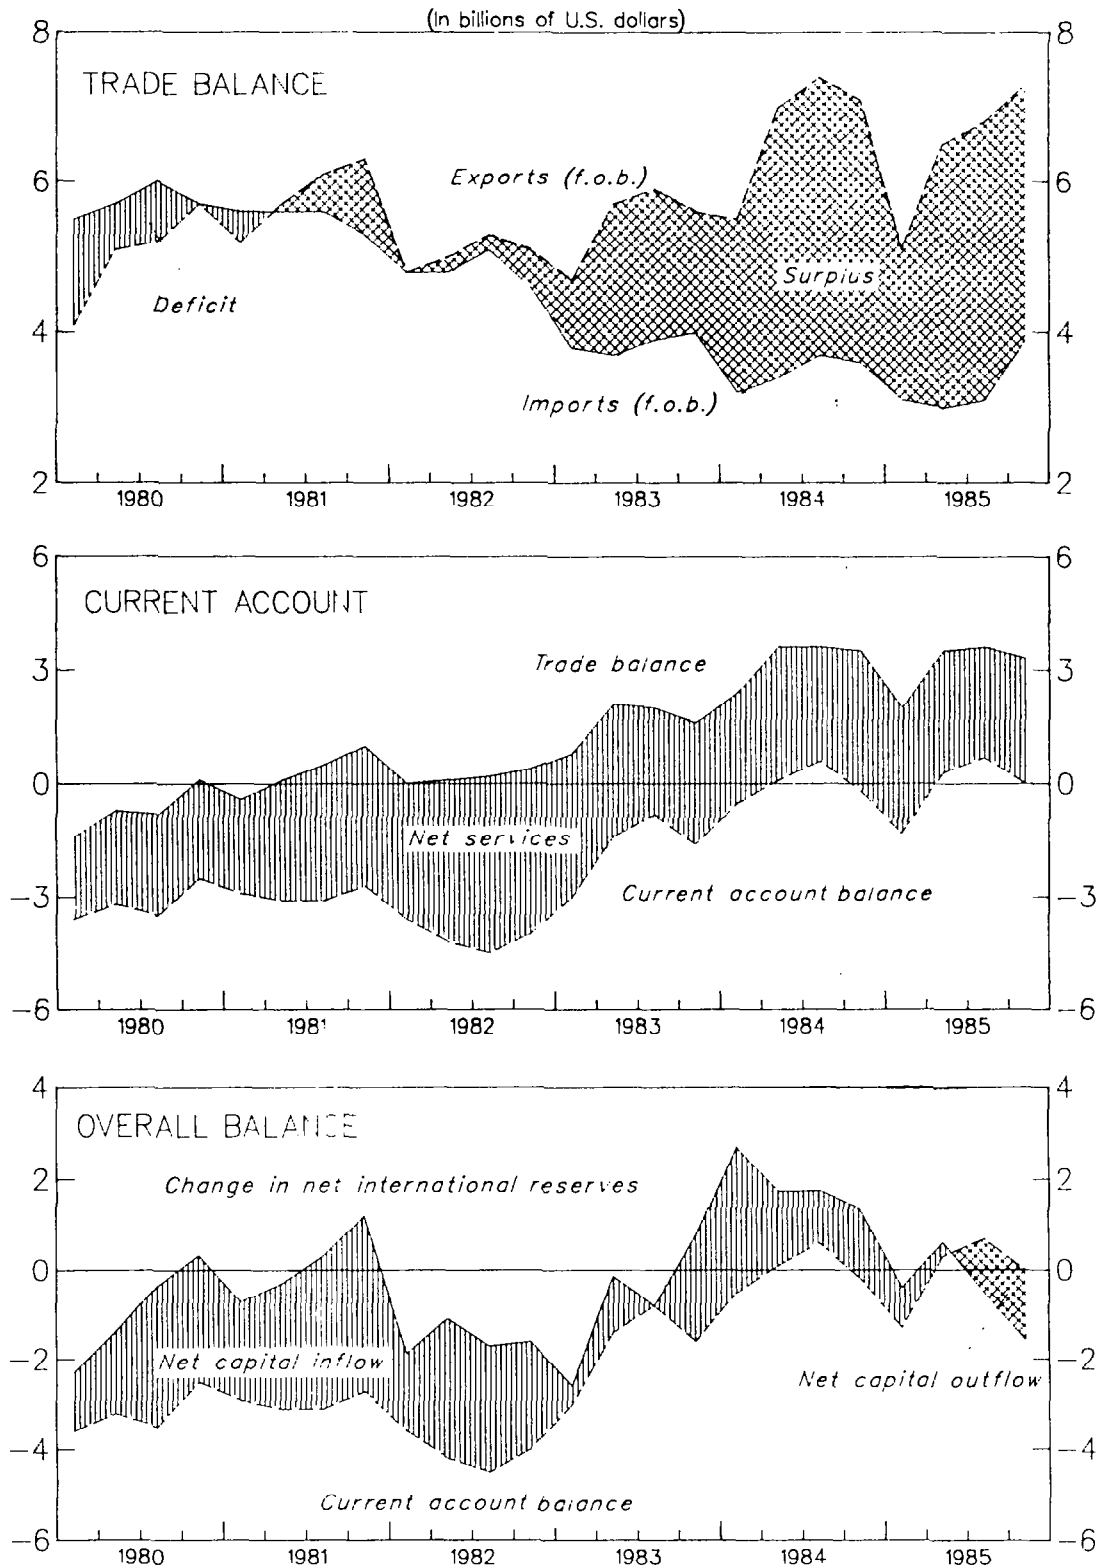 (In billions of U.S. dollars)
8 8
TRADE BALANCE
Exports (f.o.b.)
6 6
Surplus
Deficit
4 4
Imports (f.o.b.)
2 2
1980 1981 1982 1983 1984 1985
6 6
CURRENT ACCOUNT
Trade balance
3 3
0 0
Net services
Current account balance
-3 -3
-6 -6
1980 1981 1982 1983 1984 1985
4 4
OVERALL BALANCE
Change in net international reserves
2 2
0 0
Net capital inflow
-2 -2
Net capital outflow
-4 -4
Current account balance
-6 -6
1980 1981 1982 1983 1984 1985